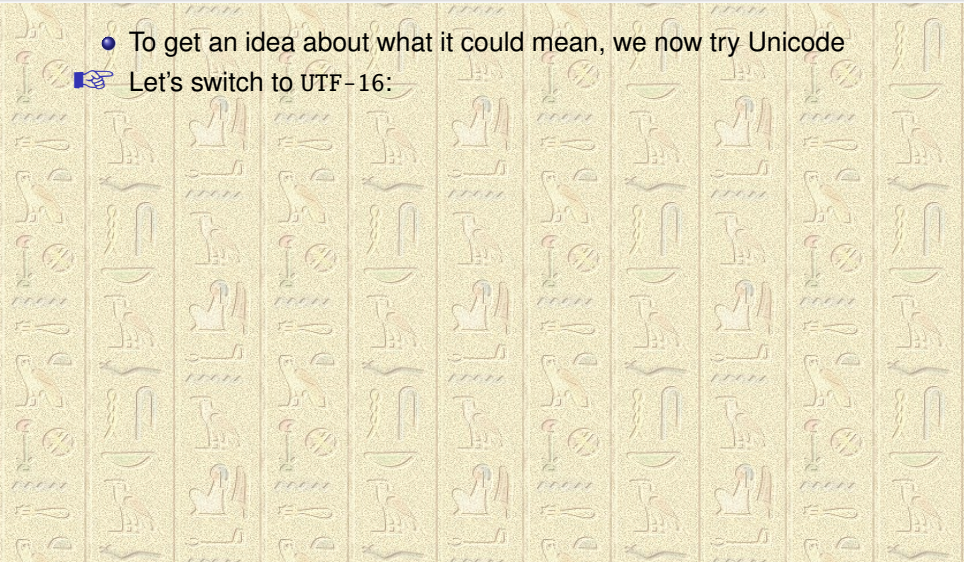 To get an idea about what it could mean, we now try Unicode
Let's switch to UTF-16: